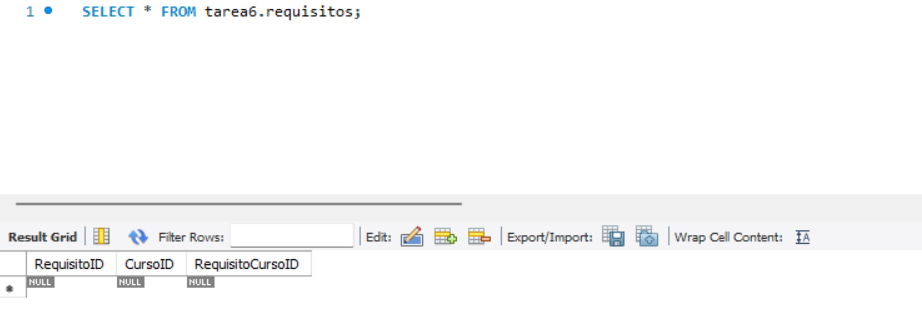 1 SELECT * FROM tarea6.requisitos;
Result Grid Filter Rows: Edit: Export/Import: Wrap Cell Content: IA
RequisitoID CursoID RequisitoCursoID
* NULL NULL NULL